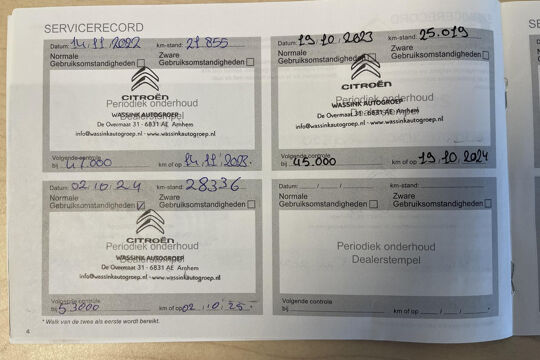 SERVICERECORD
Datum: 14.11.2022 km-stand: 21.855
Normale Gebruiksomstandigheden
Zware Gebruiksomstandigheden
CITROËN
Periodiek onderhoud
WASSINK AUTOGROEP
Dealerstempel
De Overmaat 31 - 6831 AE Arnhem
info@wassinkautogroep.nl - www.wassinkautogroep.nl
Volgende controle
bij 47.000 km of op 14.11.2023.
Datum: 19.10.2023 km-stand: 25.019
Normale Gebruiksomstandigheden
Zware Gebruiksomstandigheden
CITROËN
Periodiek onderhoud
WASSINK AUTOGROEP
Dealerstempel
De Overmaat 31 - 6831 AE Arnhem
info@wassinkautogroep.nl - www.wassinkautogroep.nl
Volgende controle
bij 45.000 km of op 19.10.2024
Datum: 02.10.24 km-stand: 28336
Normale Gebruiksomstandigheden
Zware Gebruiksomstandigheden
CITROËN
Periodiek onderhoud
WASSINK AUTOGROEP
Dealerstempel
De Overmaat 31 - 6831 AE Arnhem
info@wassinkautogroep.nl - www.wassinkautogroep.nl
Volgende controle
bij 53000 km of op 02.10.25
Datum: km-stand:
Normale Gebruiksomstandigheden
Zware Gebruiksomstandigheden
Periodiek onderhoud
Dealerstempel
Volgende controle
bij km of op
* Walk van de twee als eerste wordt bereikt.
4